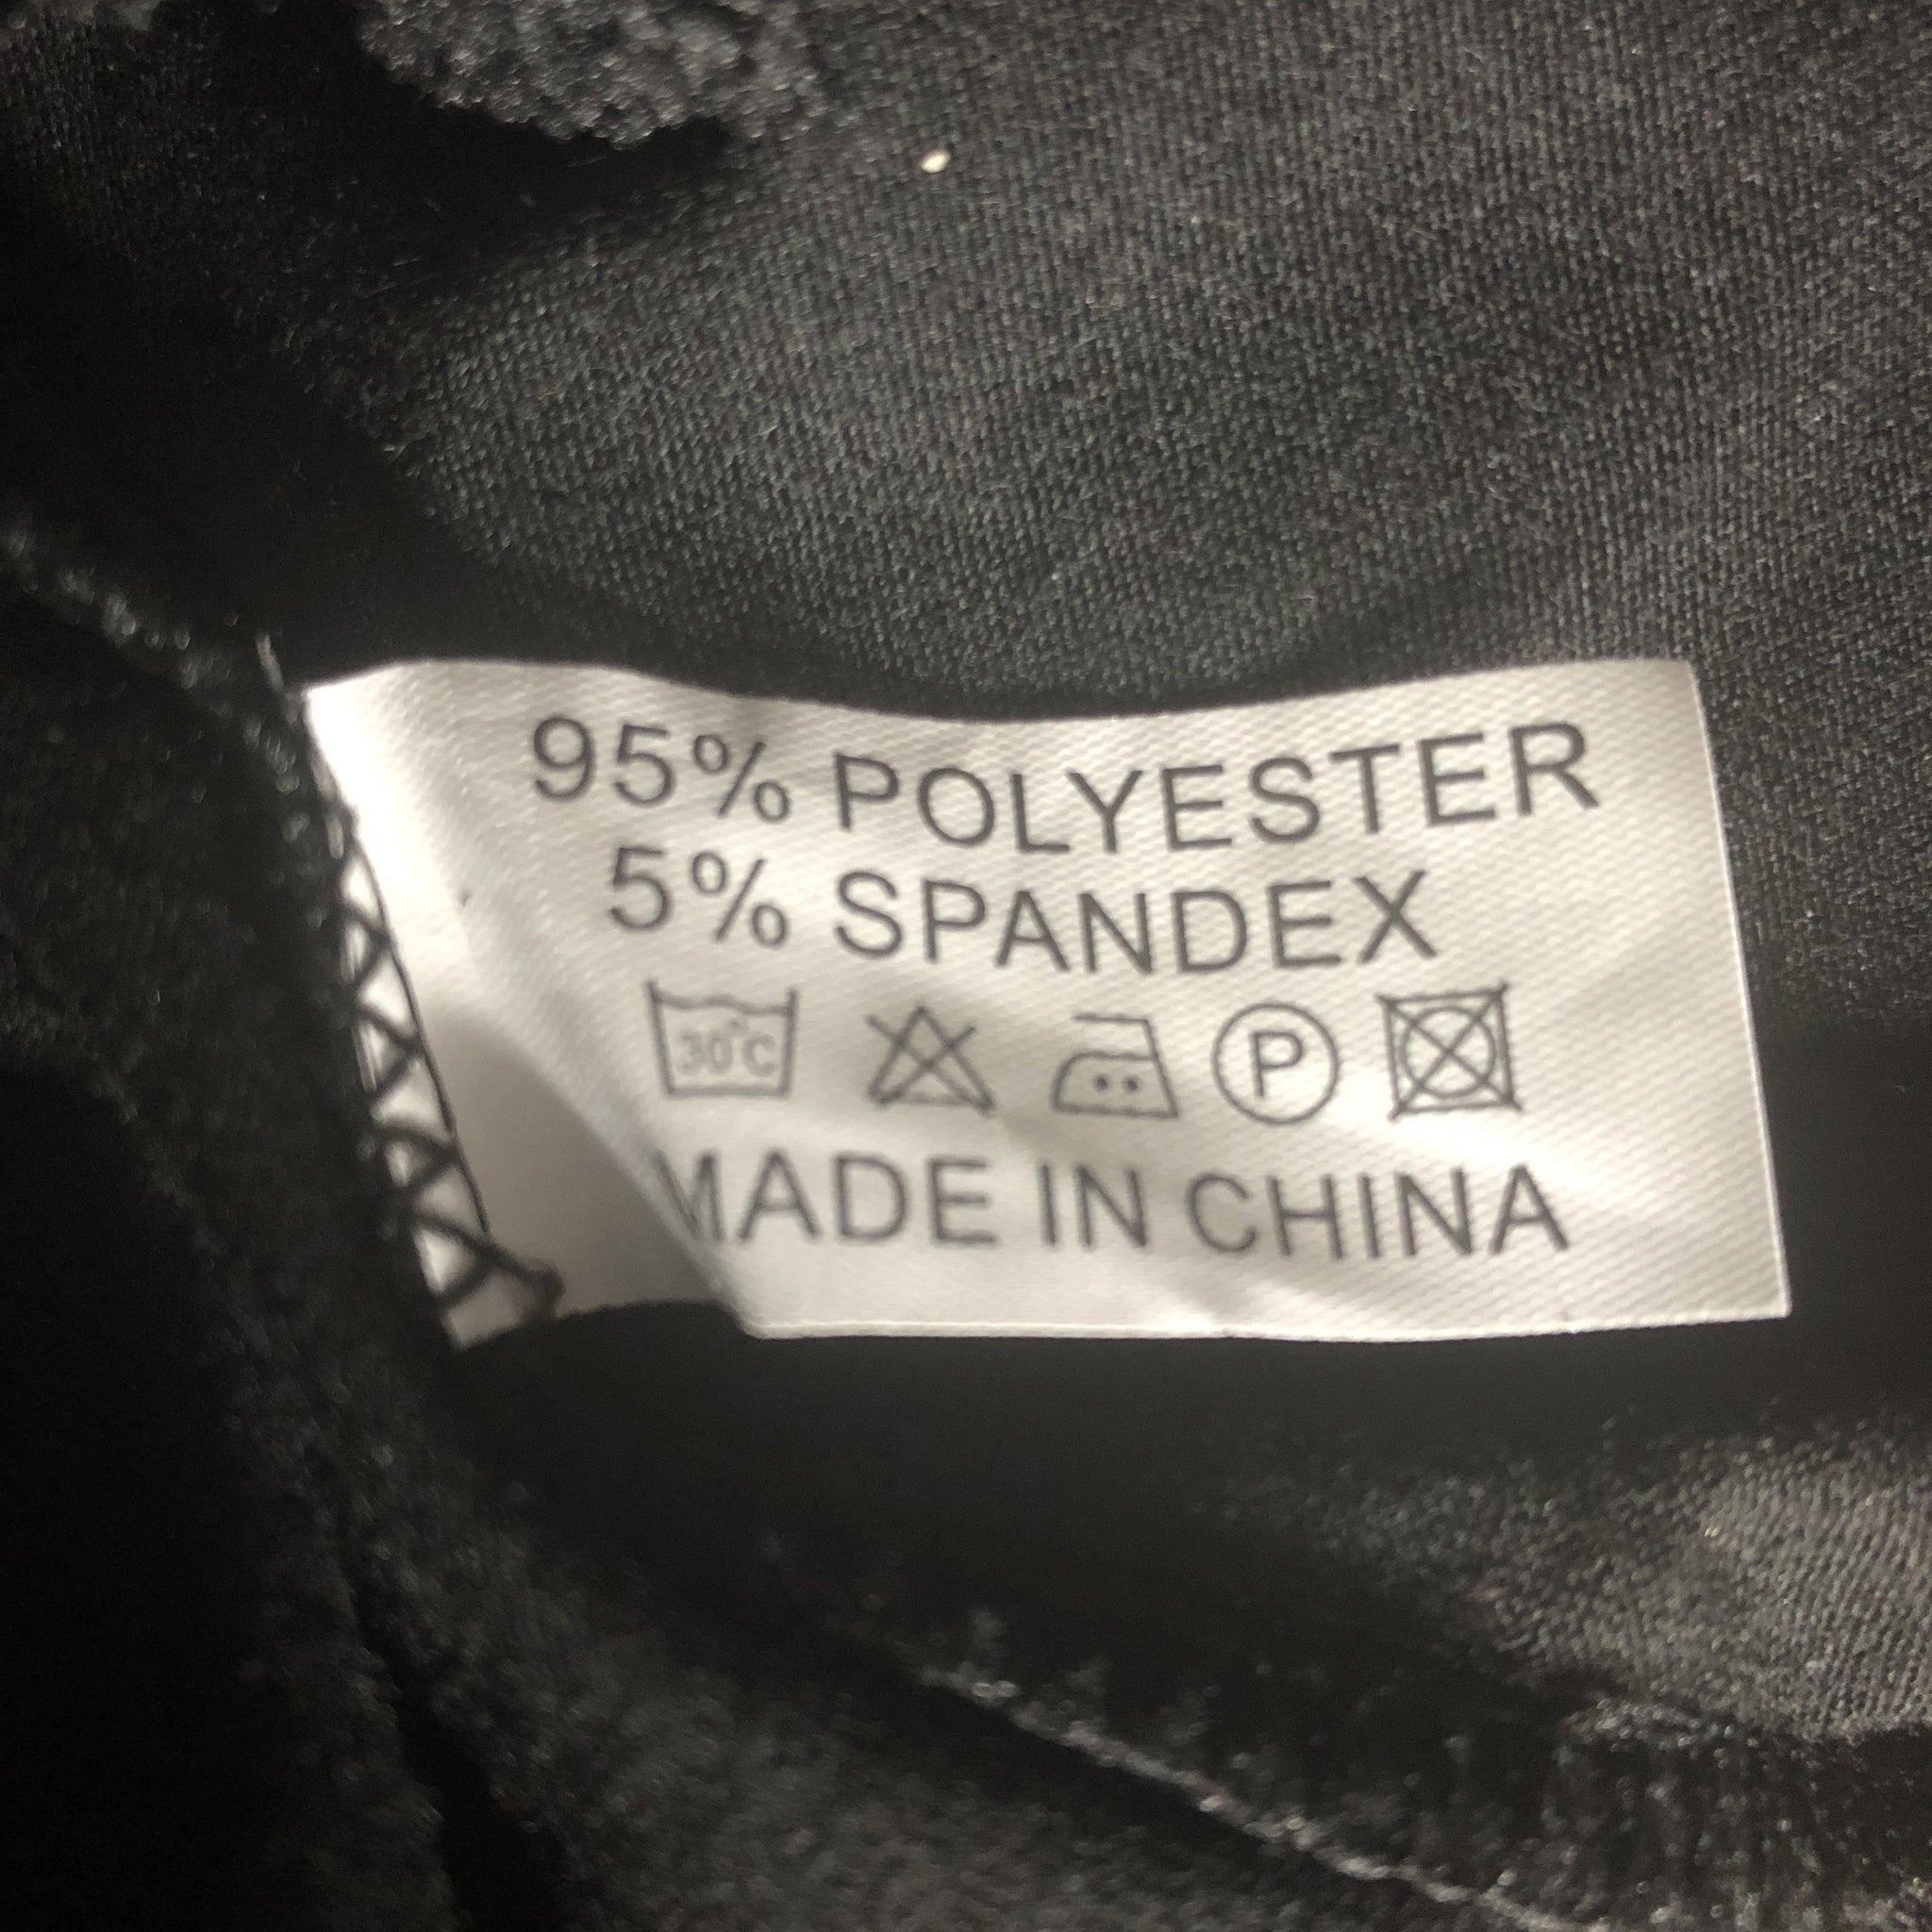 95% POLYESTER
5% SPANDEX
30°C P
MADE IN CHINA